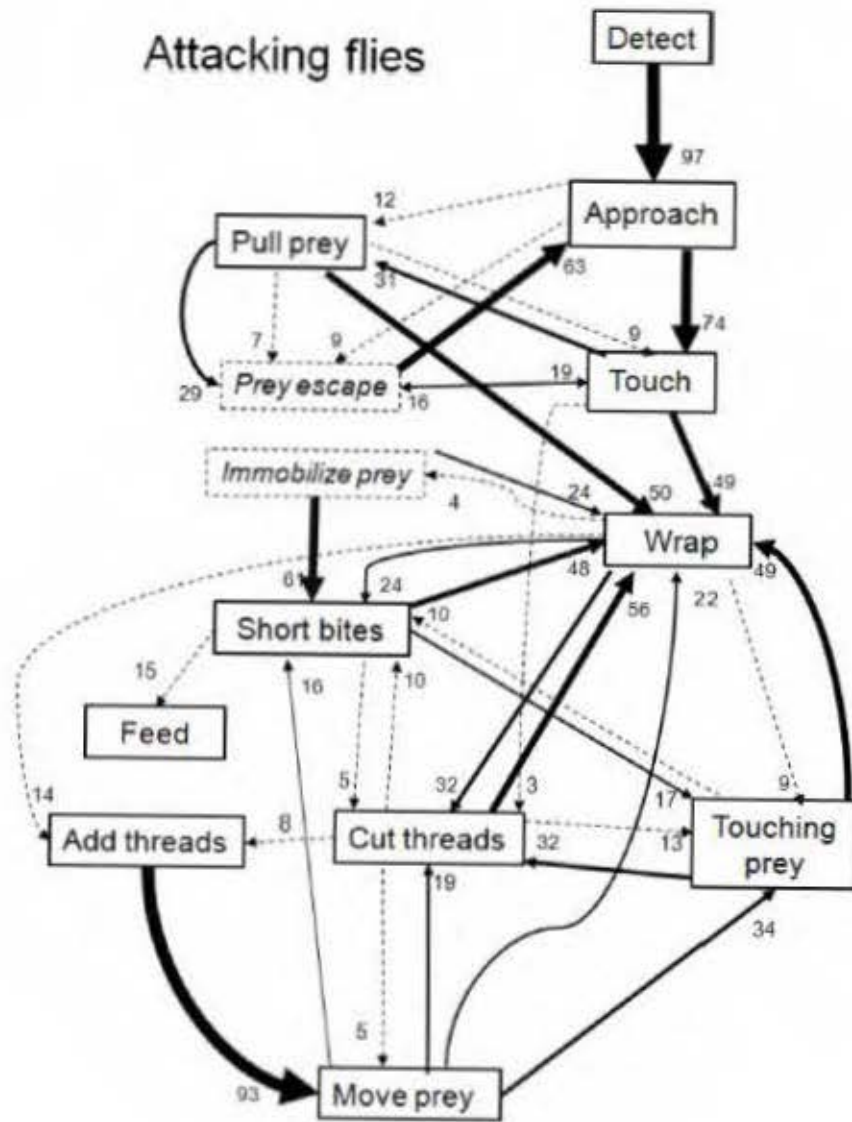 Detect
Attacking flies
97
12
Approach
Pull prey
31
63
7
9
9
74
29
Prey escape
16
19
Touch
Immobilize prey
4
24
50
49
Wrap
61
24
48
49
10
56
22
Short bites
15
16
10
Feed
14
5
32
3
17
9
Add threads
8
Cut threads
32
13
Touching
prey
19
34
5
93
Move prey